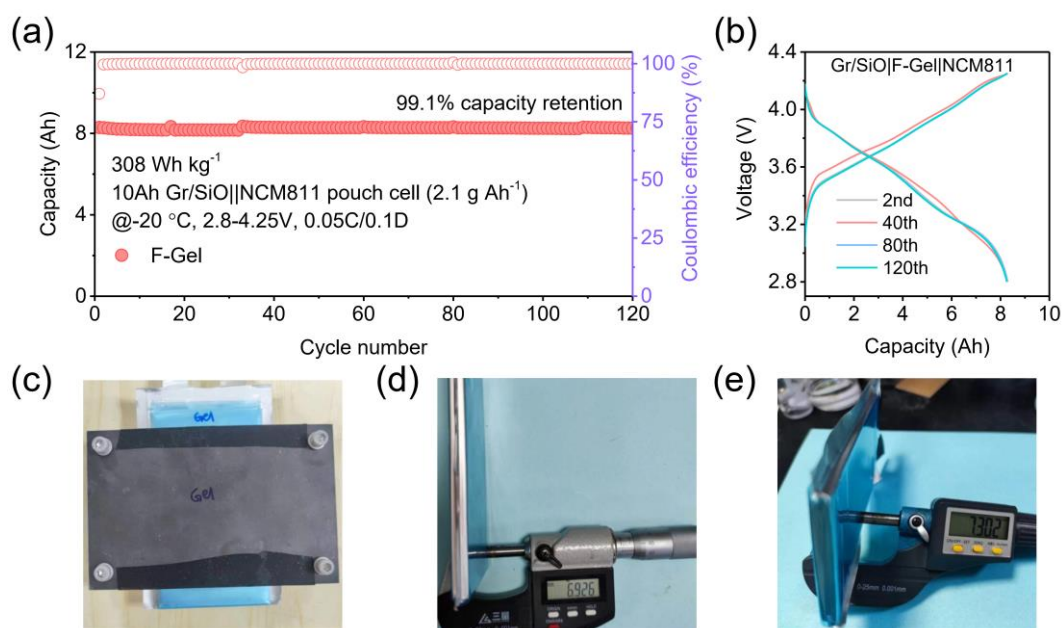 (a)
12
8
4
0
Capacity (Ah)
0
20
40
60
80
100
120
Cycle number
100
75
50
25
0
Coulombic efficiency (%)
99.1% capacity retention
308 Wh kg⁻¹
10Ah Gr/SiO||NCM811 pouch cell (2.1 g Ah⁻¹)
@-20 °C, 2.8-4.25V, 0.05C/0.1D
F-Gel
(b)
Gr/SiO|F-Gel|NCM811
4.4
4.0
3.6
3.2
2.8
Voltage (V)
2nd
40th
80th
120th
0
2
4
6
8
10
Capacity (Ah)
(c)
Gel
Gel
(d)
6.926
(e)
7.302
0-25mm 0.001mm